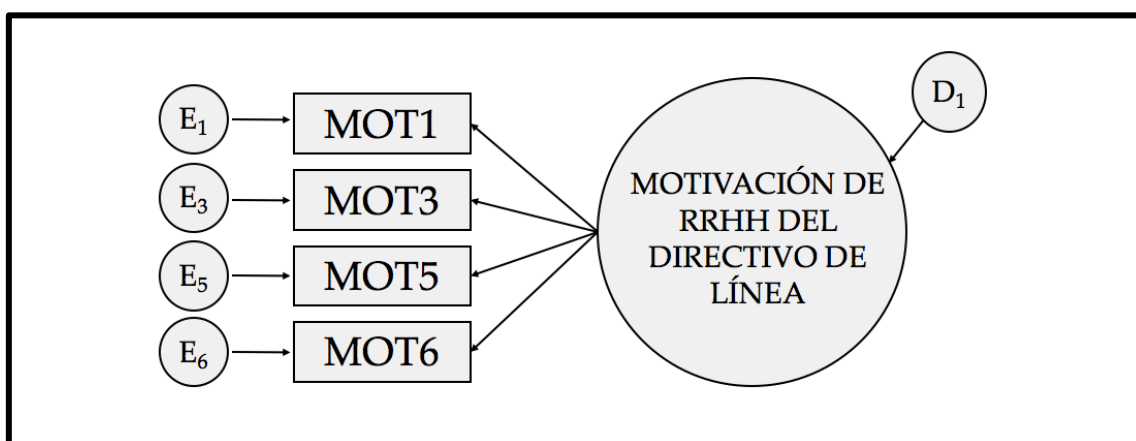 E1
MOT1
E3
MOT3
E5
MOT5
E6
MOT6
MOTIVACIÓN DE
RRHH DEL
DIRECTIVO DE
LÍNEA
D1